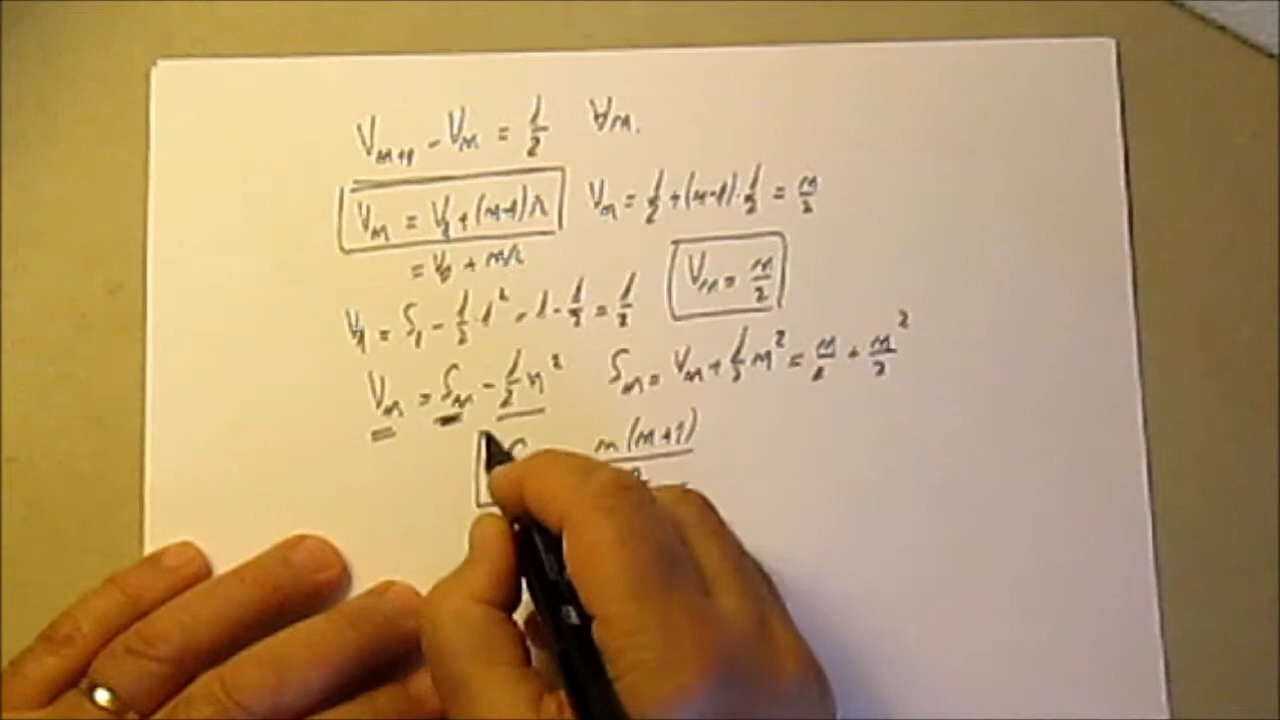 V_{n+1} - V_n = 1/2 ∀n.
V_n = V_1 + (n-1)r V_n = 1/2 + (n-1)·1/2 = n/2
= V_0 + nr V_n = n/2
V_1 = S_1 - 1/2·1² = 1 - 1/2 = 1/2
V_n = S_n - 1/2 n² S_n = V_n + 1/2 n² = n/2 + n²/2
n(n+1)